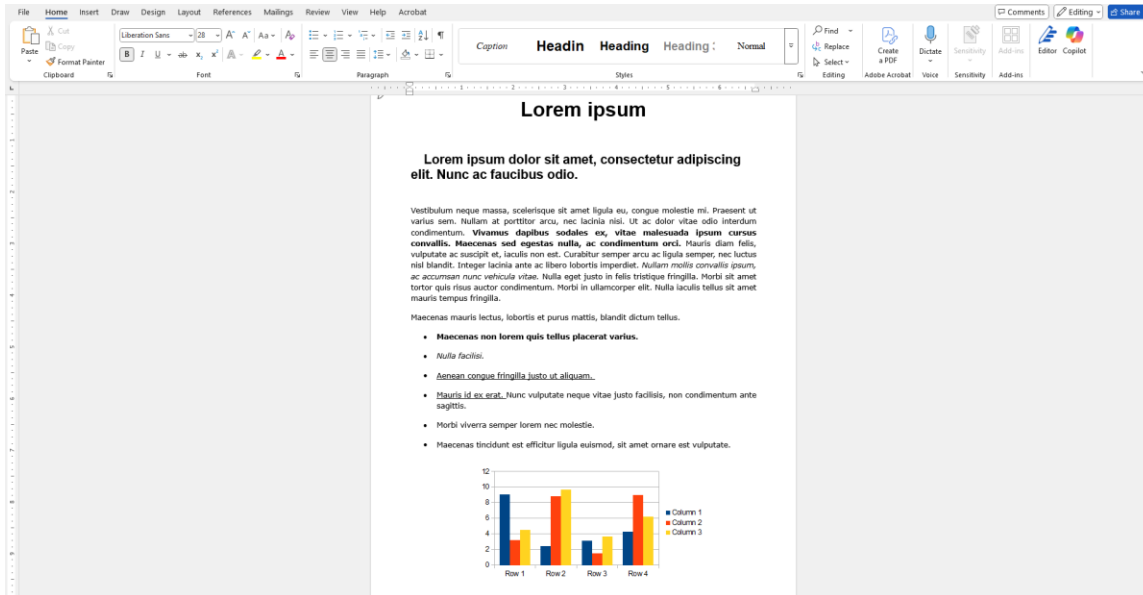 File Home Insert Draw Design Layout References Mailings Review View Help Acrobat
Comments Editing Share
Paste
Cut
Copy
Format Painter
Clipboard
Liberation Sans 28
Font
Paragraph
Caption Headin Heading Heading : Normal
Styles
Find
Replace
Select
Editing
Create a PDF
Adobe Acrobat
Dictate
Voice
Sensitivity
Sensitivity
Add-ins
Add-ins
Editor Copilot
Lorem ipsum
Lorem ipsum dolor sit amet, consectetur adipiscing
elit. Nunc ac faucibus odio.
Vestibulum neque massa, scelerisque sit amet ligula eu, congue molestie mi. Praesent ut
varius sem. Nullam at porttitor arcu, nec lacinia nisi. Ut ac dolor vitae odio interdum
condimentum. Vivamus dapibus sodales ex, vitae malesuada ipsum cursus
convallis. Maecenas sed egestas nulla, ac condimentum orci. Mauris diam felis,
vulputate ac suscipit et, iaculis non est. Curabitur semper arcu ac ligula semper, nec luctus
nisl blandit. Integer lacinia ante ac libero lobortis imperdiet. Nullam mollis convallis ipsum,
ac accumsan nunc vehicula vitae. Nulla eget justo in felis tristique fringilla. Morbi sit amet
tortor quis risus auctor condimentum. Morbi in ullamcorper elit. Nulla iaculis tellus sit amet
mauris tempus fringilla.
Maecenas mauris lectus, lobortis et purus mattis, blandit dictum tellus.
• Maecenas non lorem quis tellus placerat varius.
• Nulla facilisi.
• Aenean congue fringilla justo ut aliquam.
• Mauris id ex erat. Nunc vulputate neque vitae justo facilisis, non condimentum ante
sagittis.
• Morbi viverra semper lorem nec molestie.
• Maecenas tincidunt est efficitur ligula euismod, sit amet ornare est vulputate.
12
10
8
6
4
2
0
Row 1 Row 2 Row 3 Row 4
Column 1
Column 2
Column 3